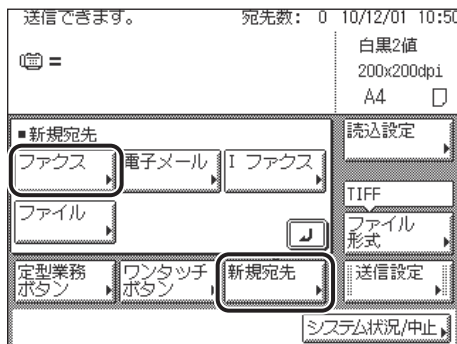 送信できます。 宛先数: 0 10/12/01 10:50
=
白黒2値
200x200dpi
A4
■新規宛先
読込設定
ファクス 電子メール I ファクス
TIFF
ファイル
ファイル
形式
定型業務
ボタン
ワンタッチ
ボタン
新規宛先
送信設定
システム状況/中止